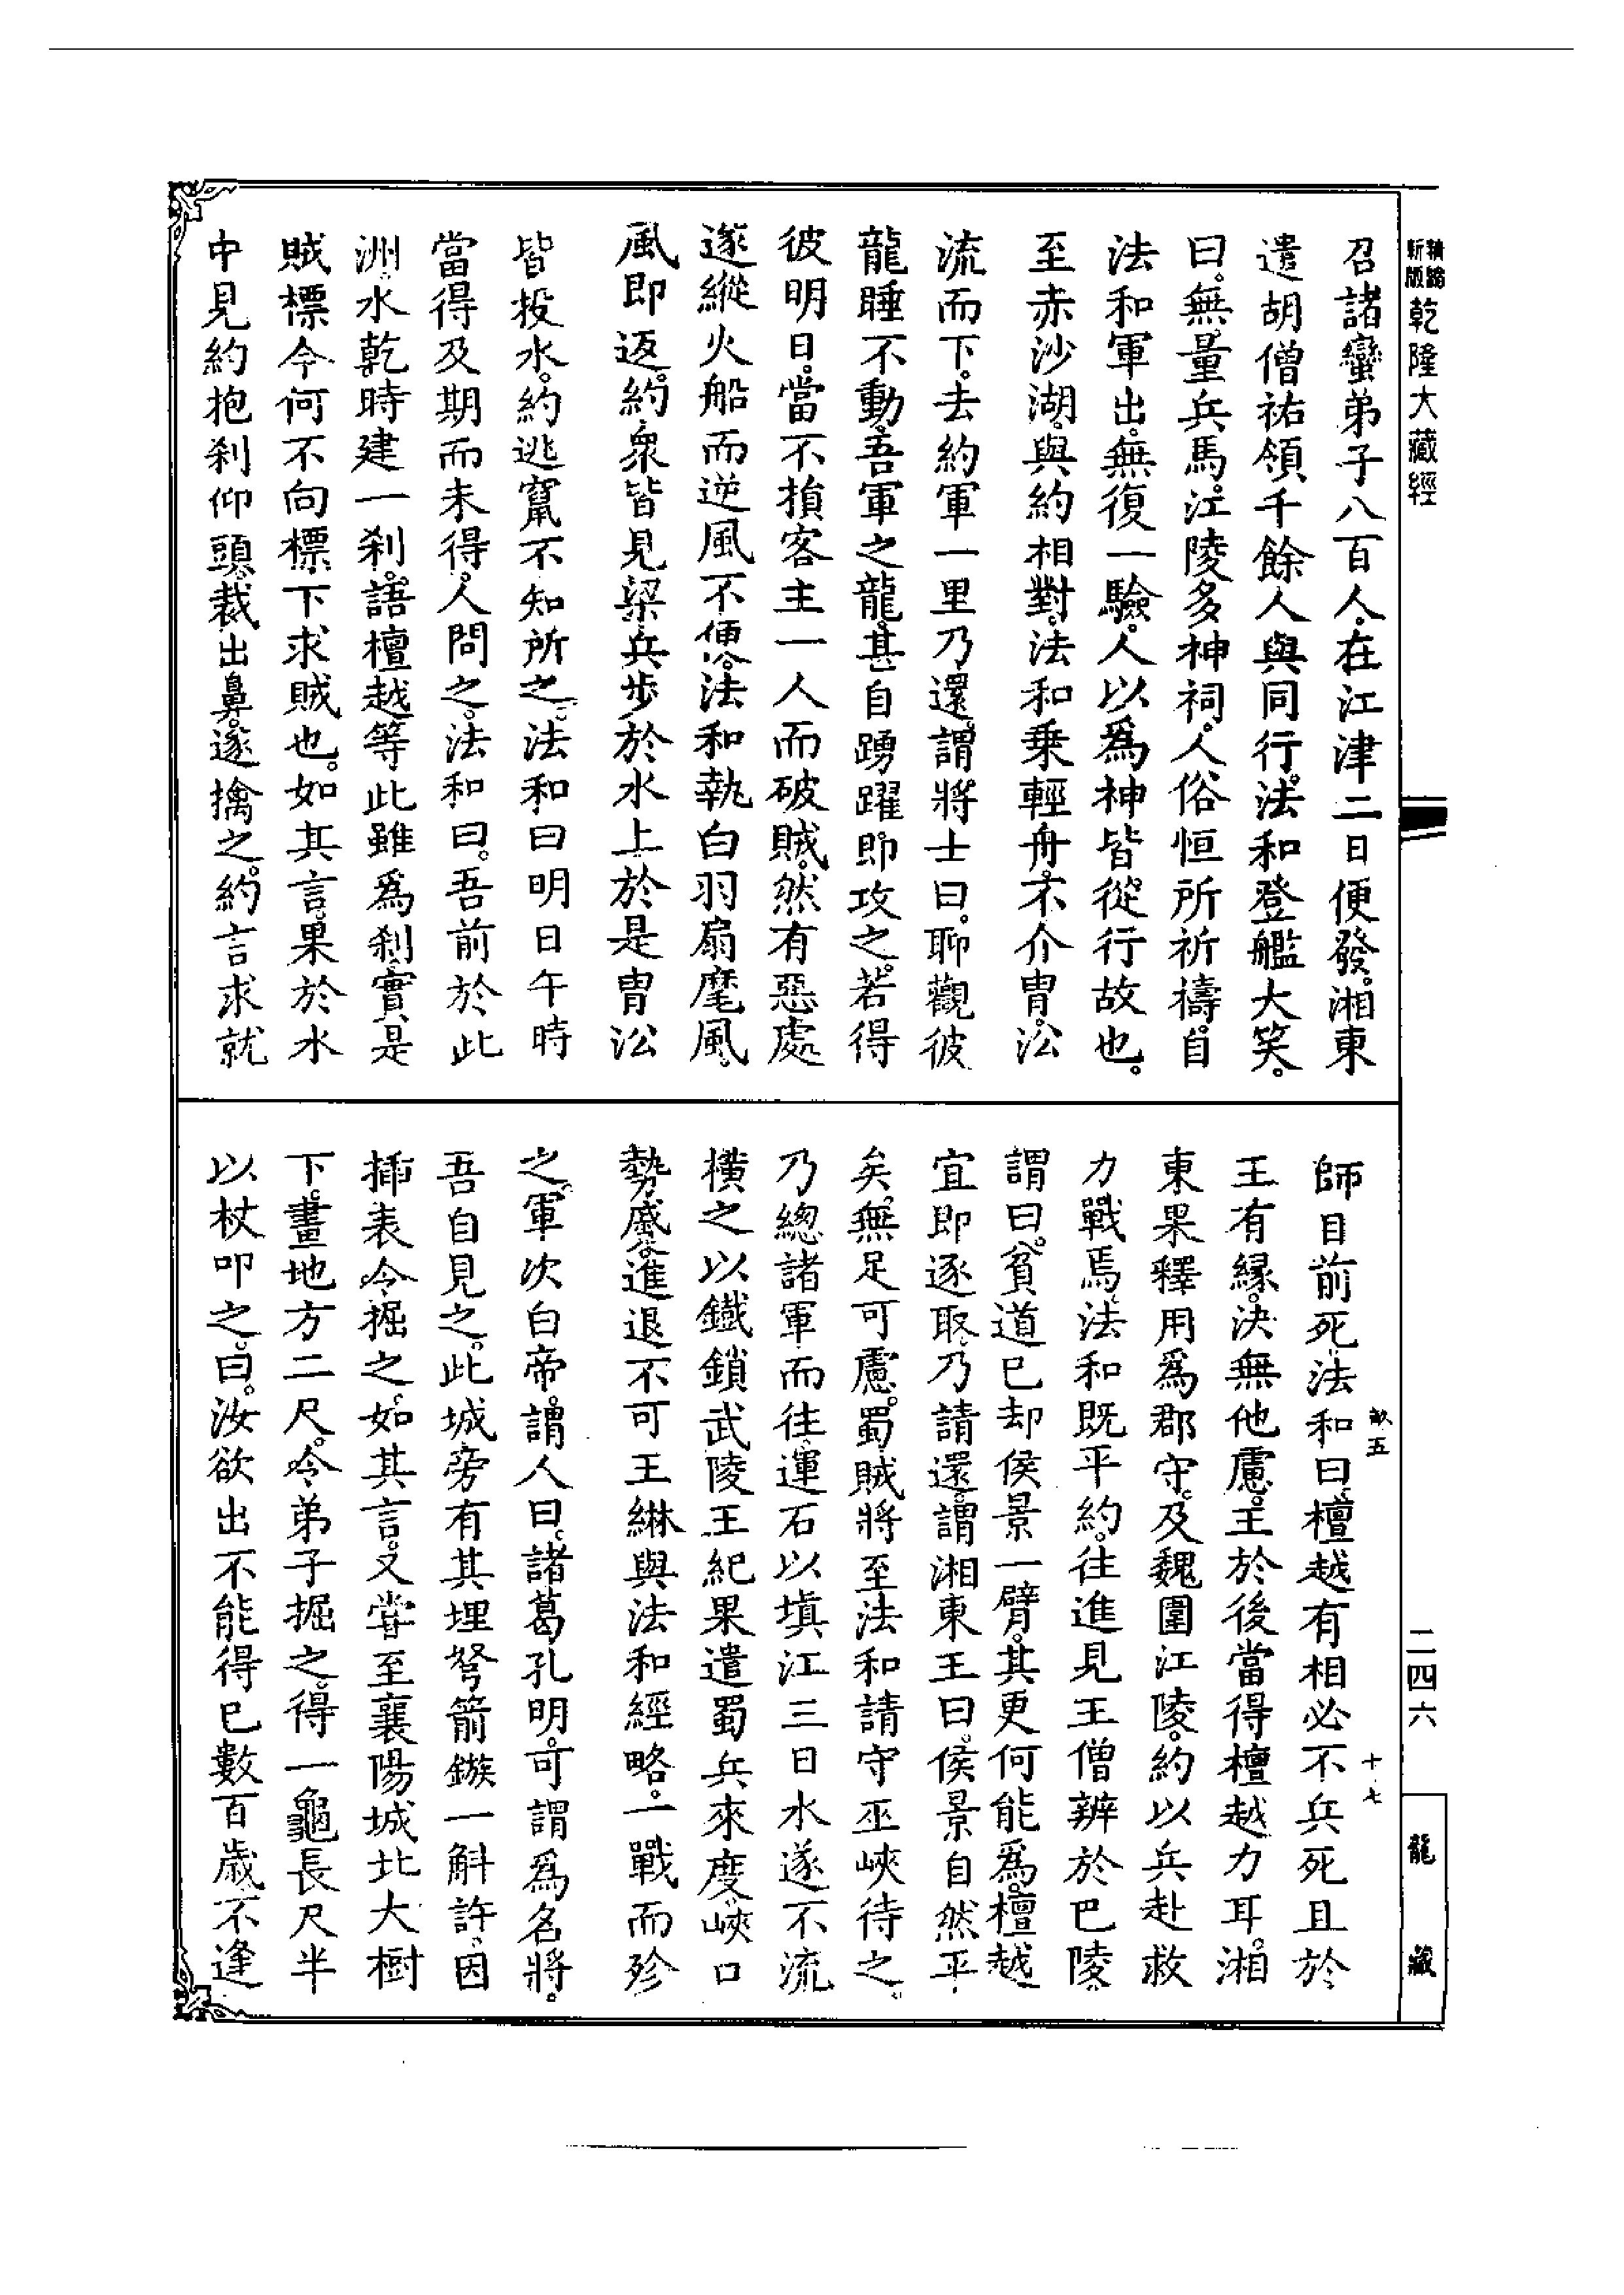 新版精縮乾隆大藏經
召諸蠻弟子八百人。在江津二日便發。湘東
遣胡僧祐領千餘人與同行。法和登艦大笑。
曰。無量兵馬。江陵多神祠。人俗恒所祈禱。自
法和軍出。無復一驗。人以爲神皆從行故也。
至赤沙湖。與約相對。法和乗輕舟。不介胄。㳂
流而下。去約軍一里乃還。謂將士曰。聊觀彼
龍睡不動。吾軍之龍。甚自踴躍。即攻之。若得
彼明日。當不損客主一人而破賊。然有惡處
遂縱火船而逆風不便。法和執白羽扇麾風。
風即返。約衆皆見梁兵步於水上於是胄㳂
皆投水。約逃竄不知所之。法和曰明日午時
當得及期而未得。人問之。法和曰。吾前於此
洲。水乾時建一刹。語檀越等此雖爲刹。實是
賊標今何不向標下求賊也。如其言。果於水
中見約抱刹仰頭。裁出鼻。遂擒之。約言求就
師目前死。法和曰。檀越有相必不兵死且於
王有縁。決無他慮。王於後當得檀越力耳。湘
東果釋用爲郡守。及魏圍江陵。約以兵赴救
力戰焉。法和既平約。往進見王僧辨於巴陵。
謂曰。貧道已却侯景一臂。其更何能爲。檀越
宜即逐取。乃請還。謂湘東王曰。侯景自然平
矣。無足可慮。蜀賊將至法和請守巫峽待之。
乃總諸軍而往。運石以塡江三日水遂不流
橫之以鐵鎖武陵王紀果遣蜀兵來度。峽口
勢蹙。進退不可王綝與法和經略。一戰而殄
之。軍次白帝。謂人曰。諸葛孔明。可謂爲名將。
吾自見之。此城旁有其埋弩箭鏃一斛許。因
揷表令掘之。如其言。又甞至襄陽城北大樹
下。畫地方二尺。令弟子掘之。得一龜長尺半
以杖叩之。曰。汝欲出不能得已數百歲。不逢
畝五
十七
二四六
龍藏